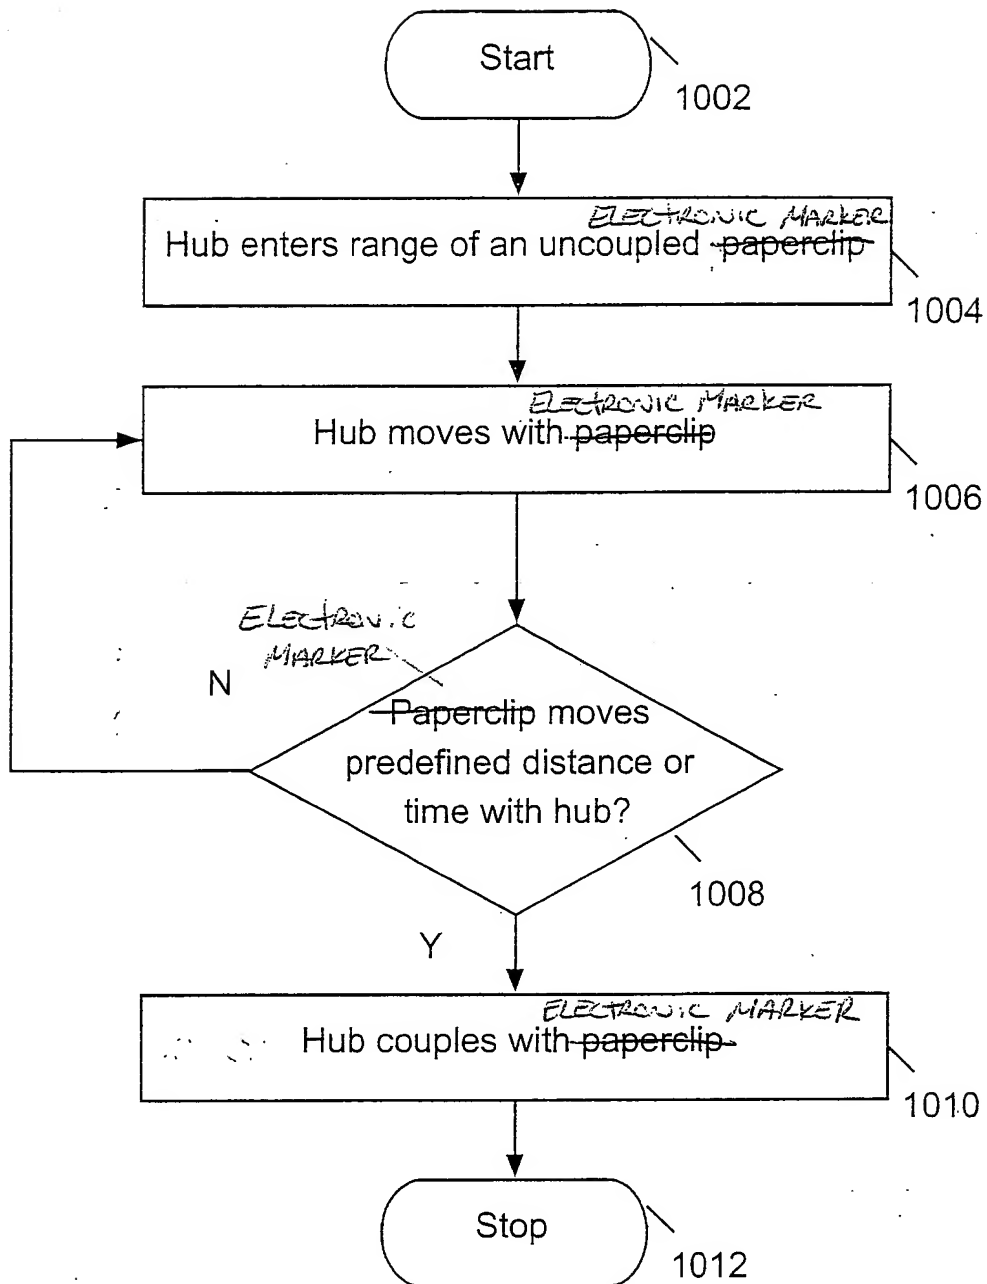 Start
1002
ELECTRONIC MARKER
Hub enters range of an uncoupled paperclip
1004
ELECTRONIC MARKER
Hub moves with paperclip
1006
ELECTRONIC
MARKER
N
Paperclip moves
predefined distance or
time with hub?
1008
Y
ELECTRONIC MARKER
Hub couples with paperclip
1010
Stop
1012